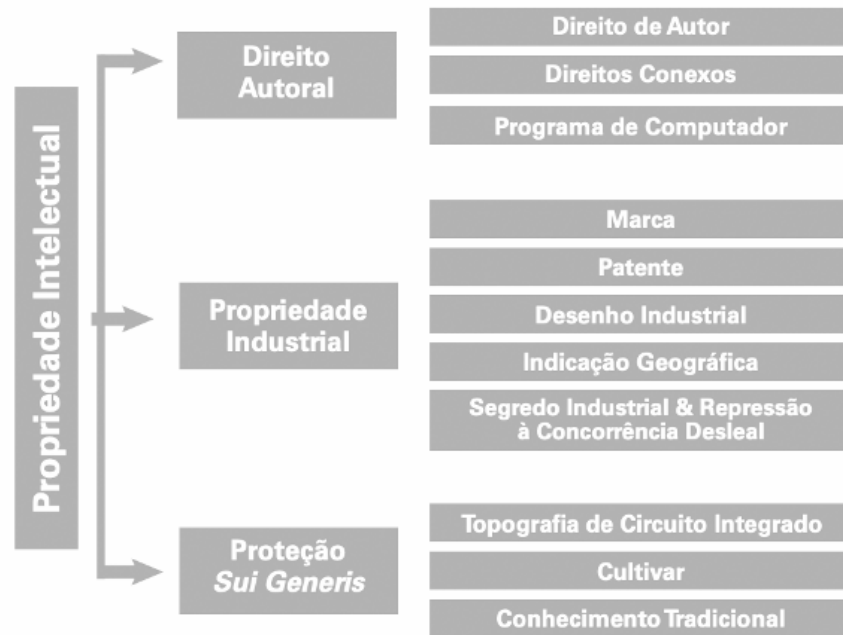 Propriedade Intelectual
Direito
Autoral
Direito de Autor
Direitos Conexos
Programa de Computador
Propriedade
Industrial
Marca
Patente
Desenho Industrial
Indicação Geográfica
Segredo Industrial & Repressão
à Concorrência Desleal
Proteção
Sui Generis
Topografia de Circuito Integrado
Cultivar
Conhecimento Tradicional